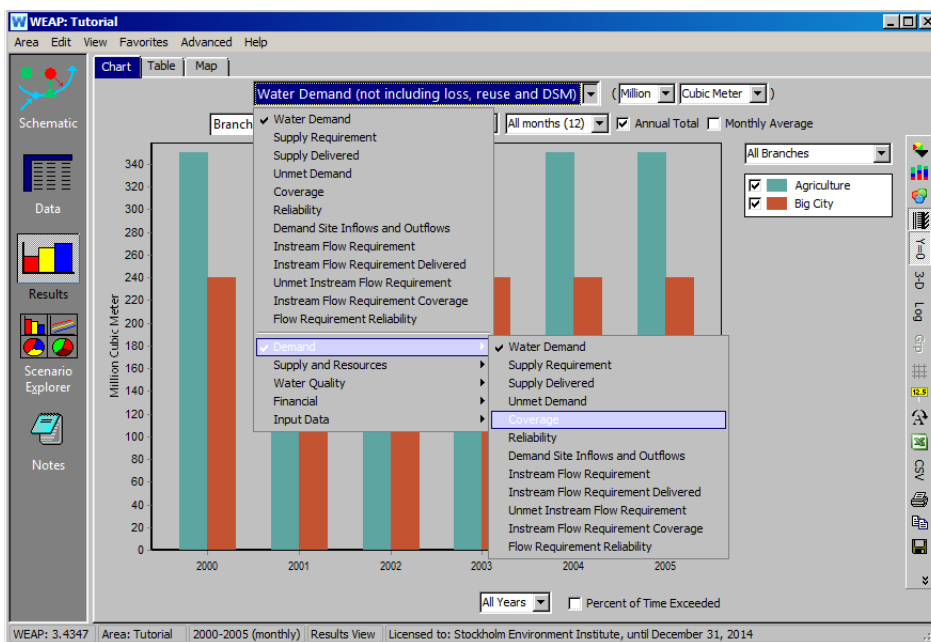 WEAP: Tutorial
Area Edit View Favorites Advanced Help
Chart Table Map
Water Demand (not including loss, reuse and DSM) ( Million Cubic Meter )
Branch All months (12) Annual Total Monthly Average
Schematic
Data
Results
Scenario
Explorer
Notes
Water Demand
Supply Requirement
Supply Delivered
Unmet Demand
Coverage
Reliability
Demand Site Inflows and Outflows
Instream Flow Requirement
Instream Flow Requirement Delivered
Unmet Instream Flow Requirement
Instream Flow Requirement Coverage
Flow Requirement Reliability
Demand
Supply and Resources
Water Quality
Financial
Input Data
Water Demand
Supply Requirement
Supply Delivered
Unmet Demand
Coverage
Reliability
Demand Site Inflows and Outflows
Instream Flow Requirement
Instream Flow Requirement Delivered
Unmet Instream Flow Requirement
Instream Flow Requirement Coverage
Flow Requirement Reliability
All Branches
Agriculture
Big City
Million Cubic Meter
340
320
300
280
260
240
220
200
180
160
140
120
100
80
60
40
20
0
2000 2001 2002 2003 2004 2005
All Years Percent of Time Exceeded
Y=0
3-D
Log
Grp
12.5
CSV
WEAP: 3.4347 Area: Tutorial 2000-2005 (monthly) Results View Licensed to: Stockholm Environment Institute, until December 31, 2014